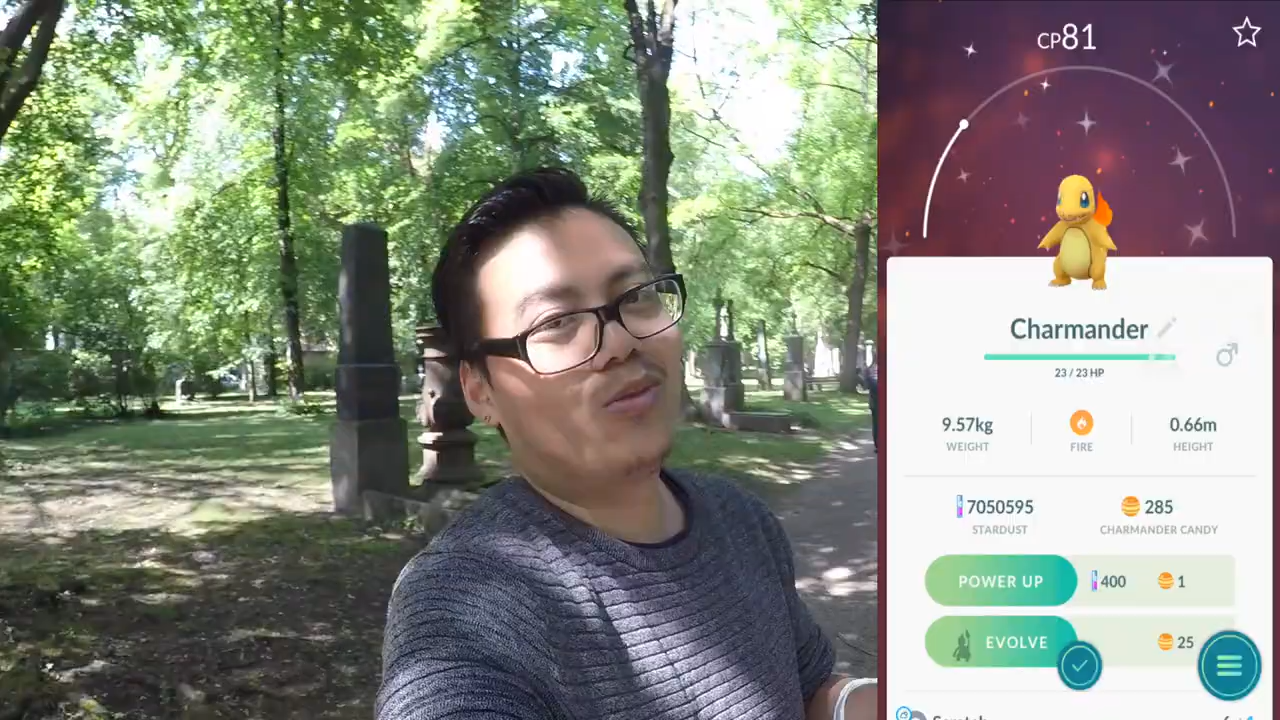 CP81
Charmander
23 / 23 HP
9.57kg
WEIGHT
FIRE
0.66m
HEIGHT
7050595
STARDUST
285
CHARMANDER CANDY
POWER UP
400
1
EVOLVE
25
Scratch